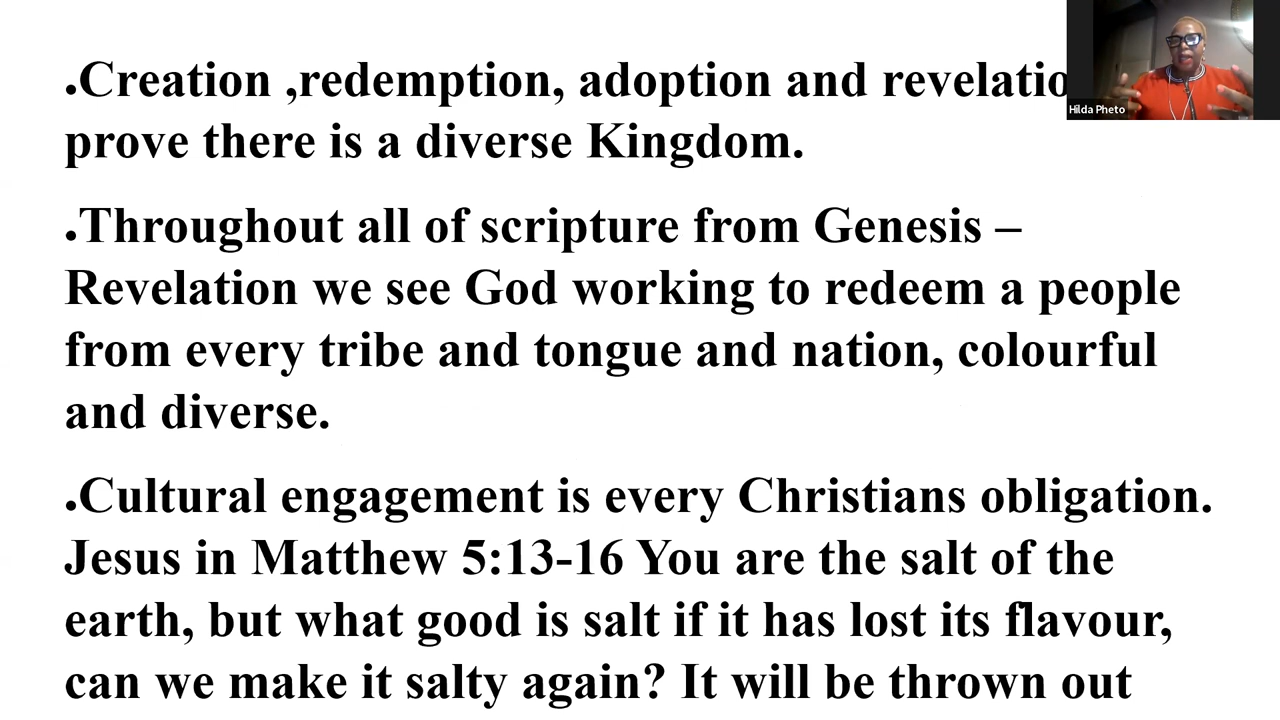 .Creation ,redemption, adoption and revelatio
prove there is a diverse Kingdom.
.Throughout all of scripture from Genesis –
Revelation we see God working to redeem a people
from every tribe and tongue and nation, colourful
and diverse.
.Cultural engagement is every Christians obligation.
Jesus in Matthew 5:13-16 You are the salt of the
earth, but what good is salt if it has lost its flavour,
can we make it salty again? It will be thrown out
Hilda Pheto